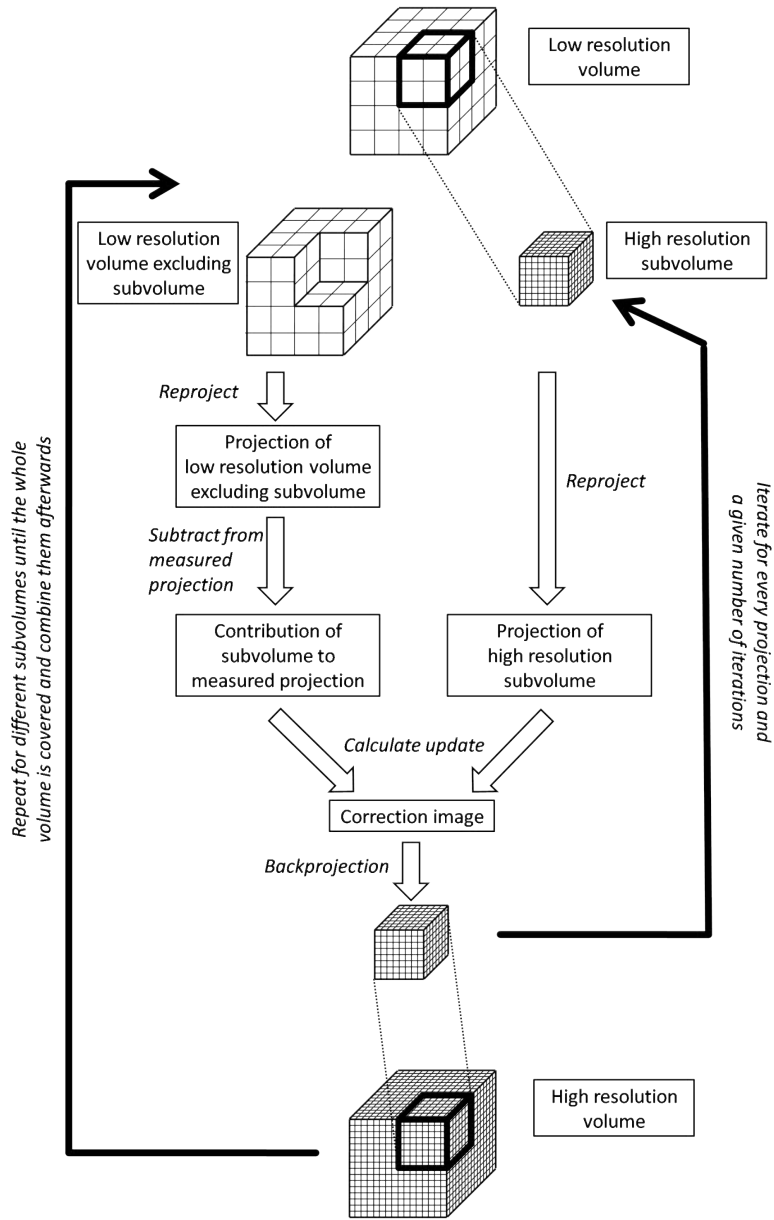 Low resolution
volume
Low resolution
volume excluding
subvolume
High resolution
subvolume
Reproject
Projection of
low resolution volume
excluding subvolume
Reproject
Subtract from
measured
projection
Contribution of
subvolume to
measured projection
Projection of
high resolution
subvolume
Calculate update
Correction image
Backprojection
High resolution
volume
Repeat for different subvolumes until the whole
volume is covered and combine them afterwards
Iterate for every projection and
a given number of iterations